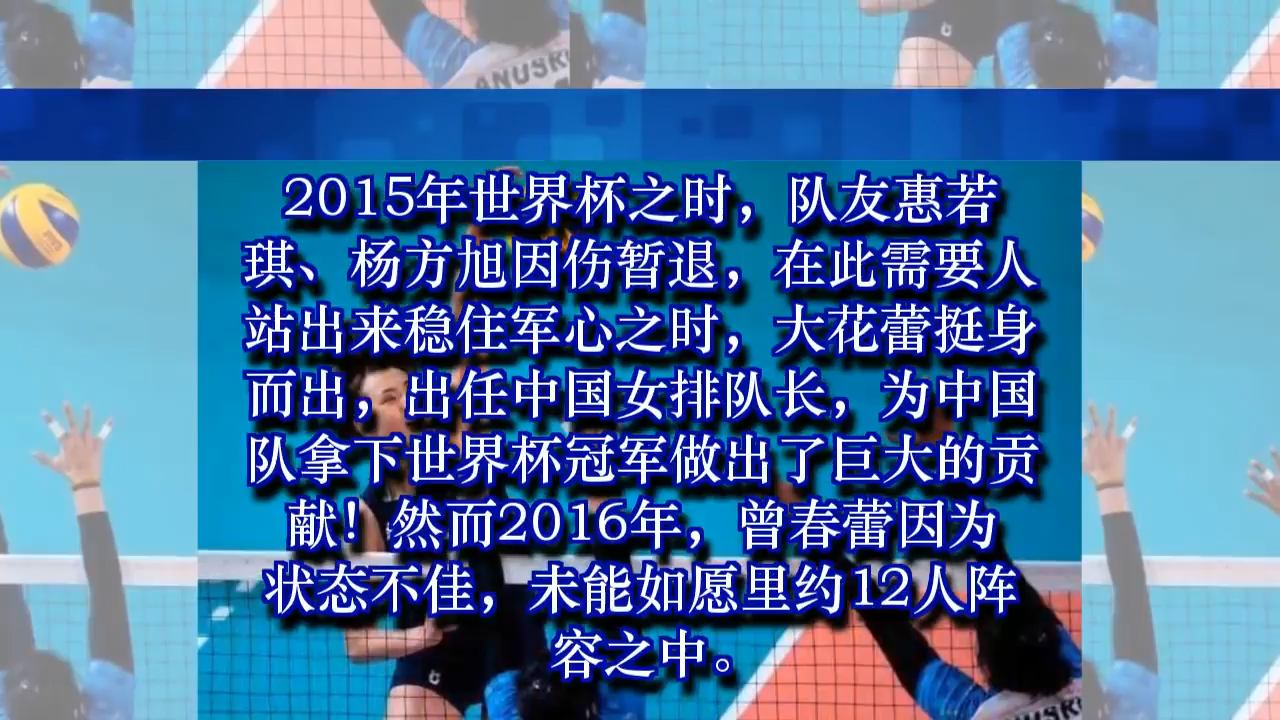 ANUSK
2015年世界杯之时，队友惠若
琪、杨方旭因伤暂退，在此需要人
站出来稳住军心之时，大花蕾挺身
而出，出任中国女排队长，为中国
队拿下世界杯冠军做出了巨大的贡
献！然而2016年，曾春蕾因为
状态不佳，未能如愿里约12人阵
容之中。